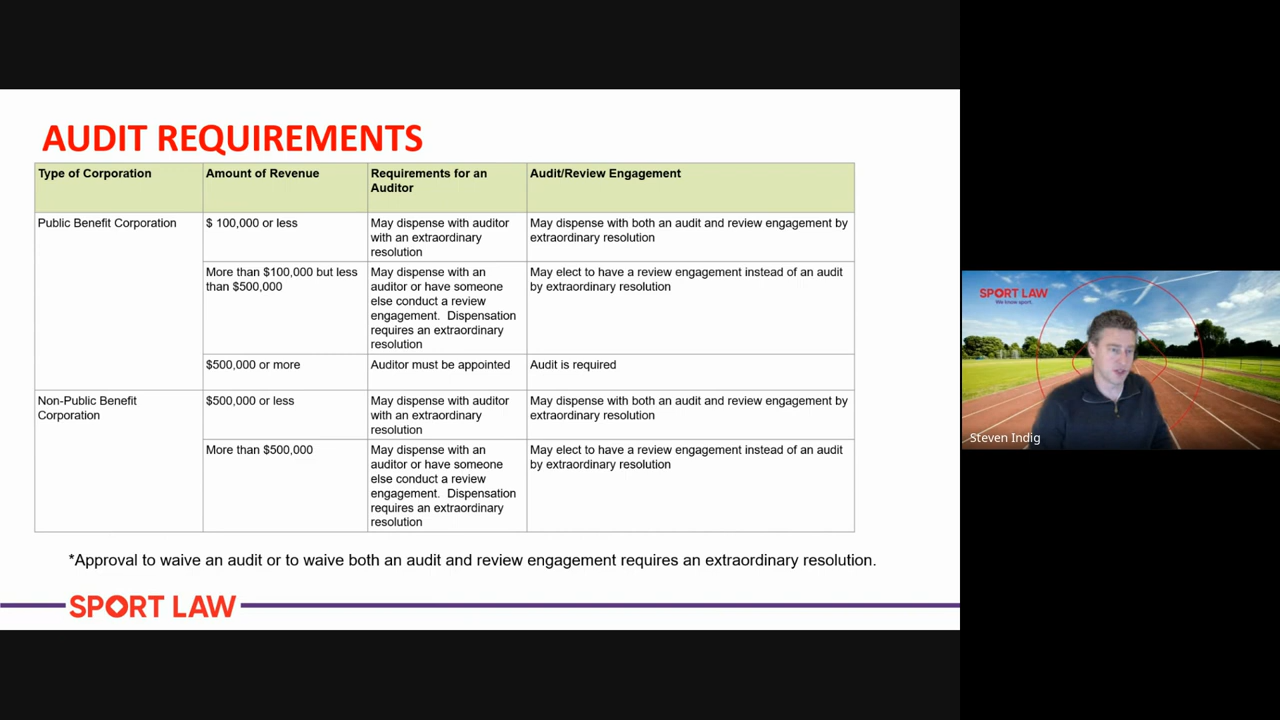 AUDIT REQUIREMENTS
Type of Corporation
Amount of Revenue
Requirements for an
Auditor
Audit/Review Engagement
Public Benefit Corporation
$ 100,000 or less
May dispense with auditor
with an extraordinary
resolution
May dispense with both an audit and review engagement by
extraordinary resolution
More than $100,000 but less
than $500,000
May dispense with an
auditor or have someone
else conduct a review
engagement.  Dispensation
requires an extraordinary
resolution
May elect to have a review engagement instead of an audit
by extraordinary resolution
$500,000 or more
Auditor must be appointed
Audit is required
Non-Public Benefit
Corporation
$500,000 or less
May dispense with auditor
with an extraordinary
resolution
May dispense with both an audit and review engagement by
extraordinary resolution
More than $500,000
May dispense with an
auditor or have someone
else conduct a review
engagement.  Dispensation
requires an extraordinary
resolution
May elect to have a review engagement instead of an audit
by extraordinary resolution
*Approval to waive an audit or to waive both an audit and review engagement requires an extraordinary resolution.
SPORT LAW
SPORT LAW
We know sport.
Steven Indig